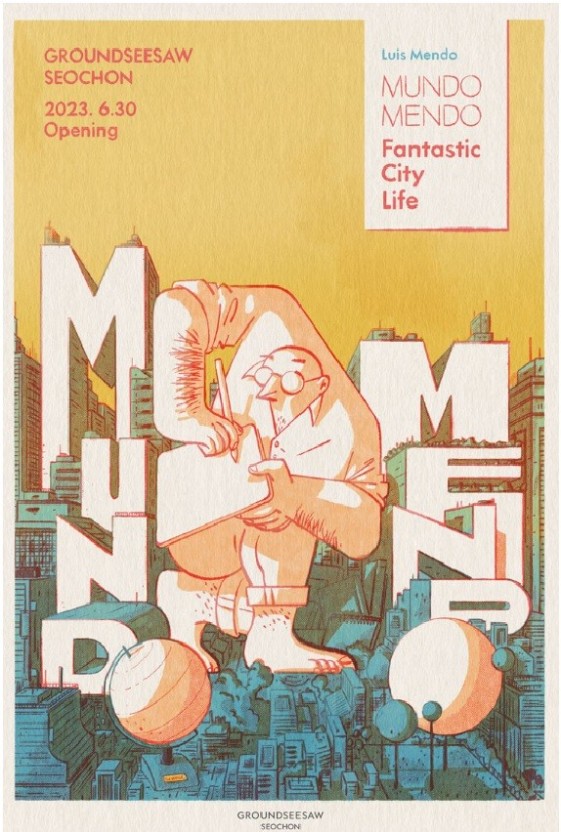 GROUNDSEESAW
SEOCHON
2023. 6.30
Opening
Luis Mendo
MUNDO
MENDO
Fantastic
City
Life
MUNDO
MENDO
GROUNDSEESAW
SEOCHON